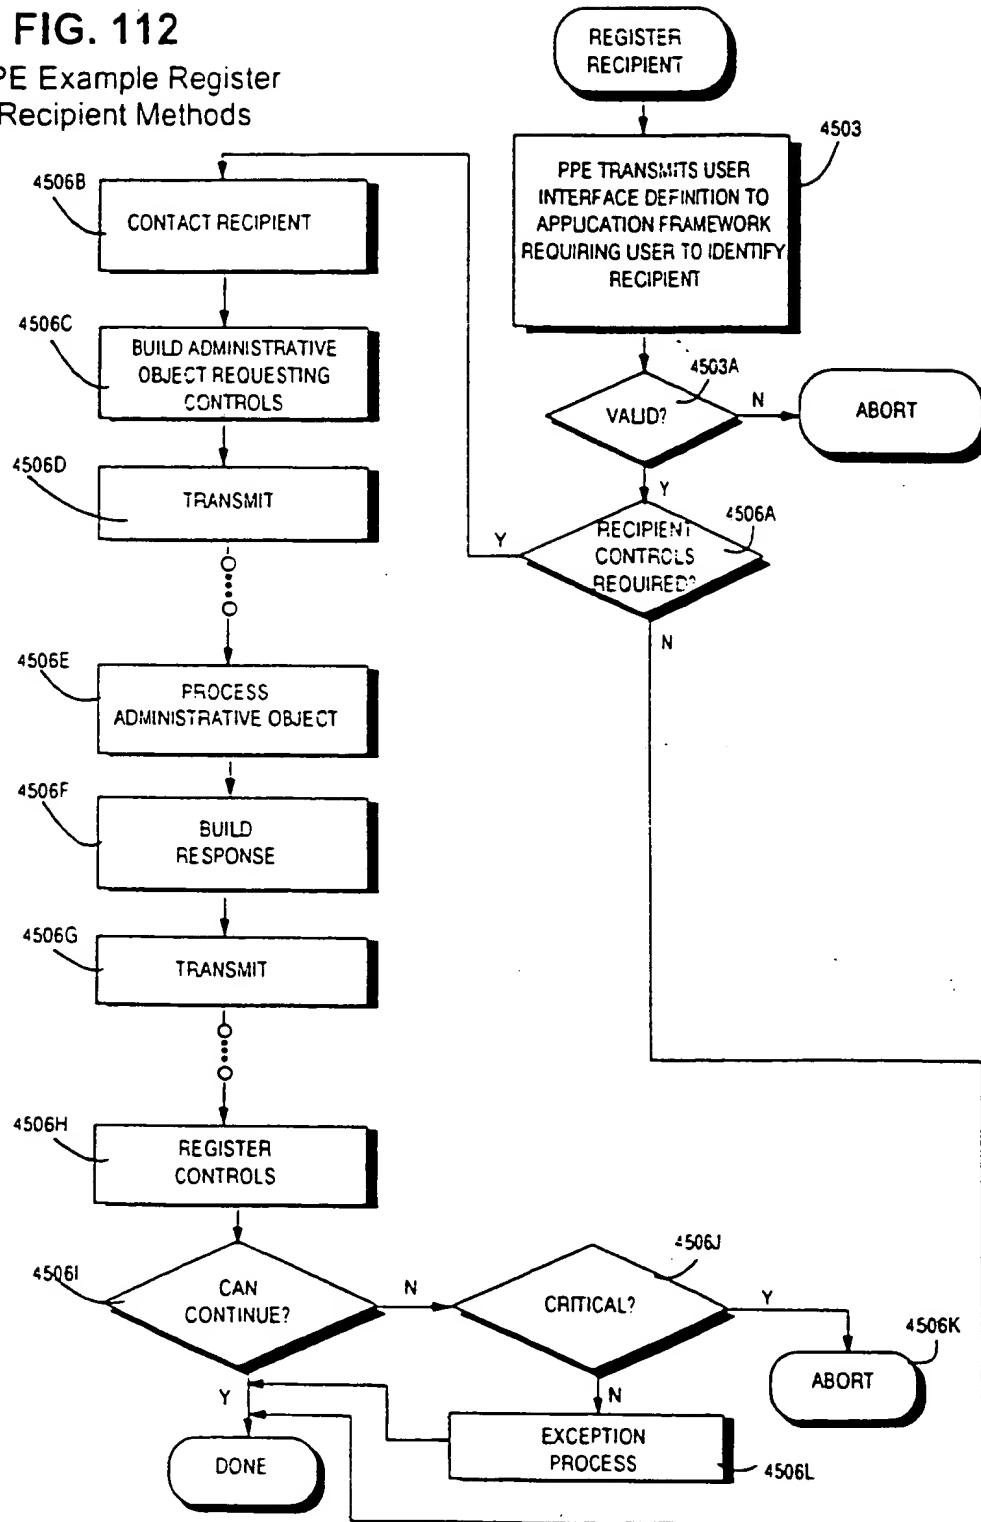 FIG. 112
PE Example Register
Recipient Methods
REGISTER
RECIPIENT
4503
PPE TRANSMITS USER
INTERFACE DEFINITION TO
APPLICATION FRAMEWORK
REQUIRING USER TO IDENTIFY
RECIPIENT
4503A
VALID?
N
ABORT
Y
4506A
RECIPIENT
CONTROLS
REQUIRED?
Y
N
4506B
CONTACT RECIPIENT
4506C
BUILD ADMINISTRATIVE
OBJECT REQUESTING
CONTROLS
4506D
TRANSMIT
4506E
PROCESS
ADMINISTRATIVE OBJECT
4506F
BUILD
RESPONSE
4506G
TRANSMIT
4506H
REGISTER
CONTROLS
4506I
CAN
CONTINUE?
N
4506J
CRITICAL?
Y
4506K
ABORT
N
EXCEPTION
PROCESS
4506L
Y
DONE